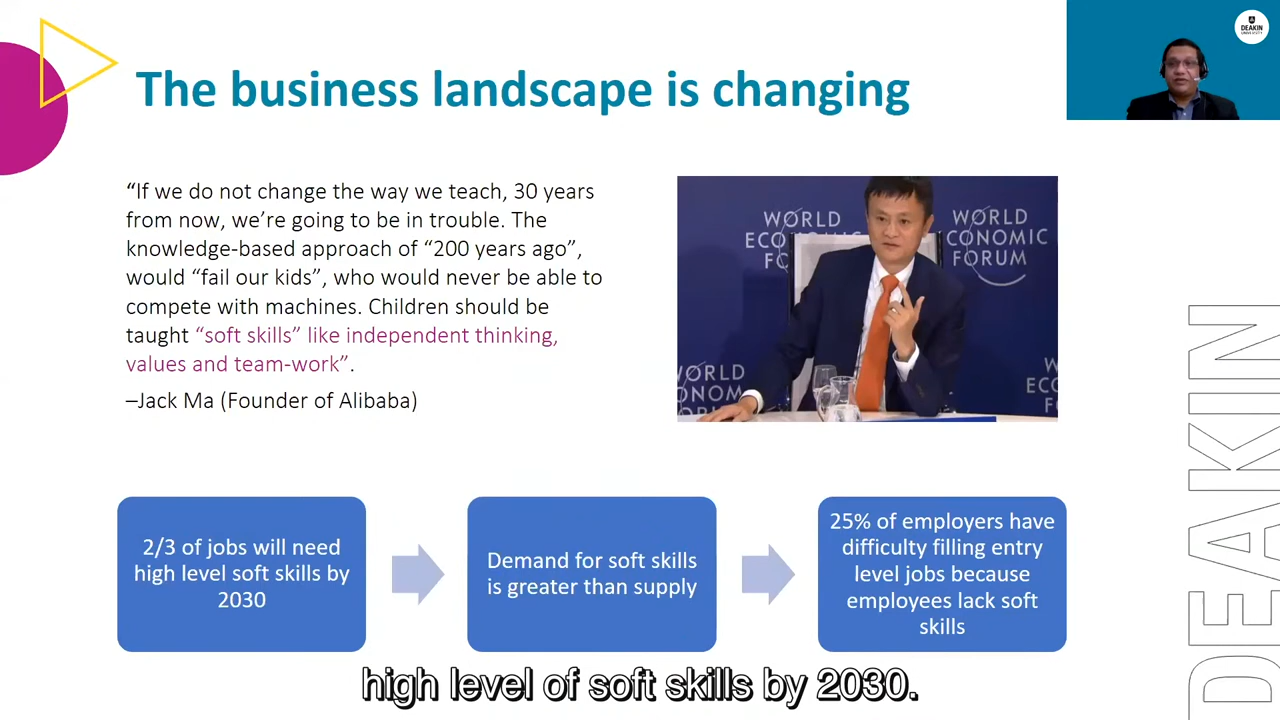 The business landscape is changing
DEAKIN
UNIVERSITY
“If we do not change the way we teach, 30 years
from now, we’re going to be in trouble. The
knowledge-based approach of “200 years ago”,
would “fail our kids”, who would never be able to
compete with machines. Children should be
taught “soft skills” like independent thinking,
values and team-work”.
–Jack Ma (Founder of Alibaba)
WORLD
ECONOMIC
FORUM
WORLD
ECONOMIC
FORUM
WORLD
2/3 of jobs will need
high level soft skills by
2030
Demand for soft skills
is greater than supply
25% of employers have
difficulty filling entry
level jobs because
employees lack soft
skills
DEAKIN
high level of soft skills by 2030.